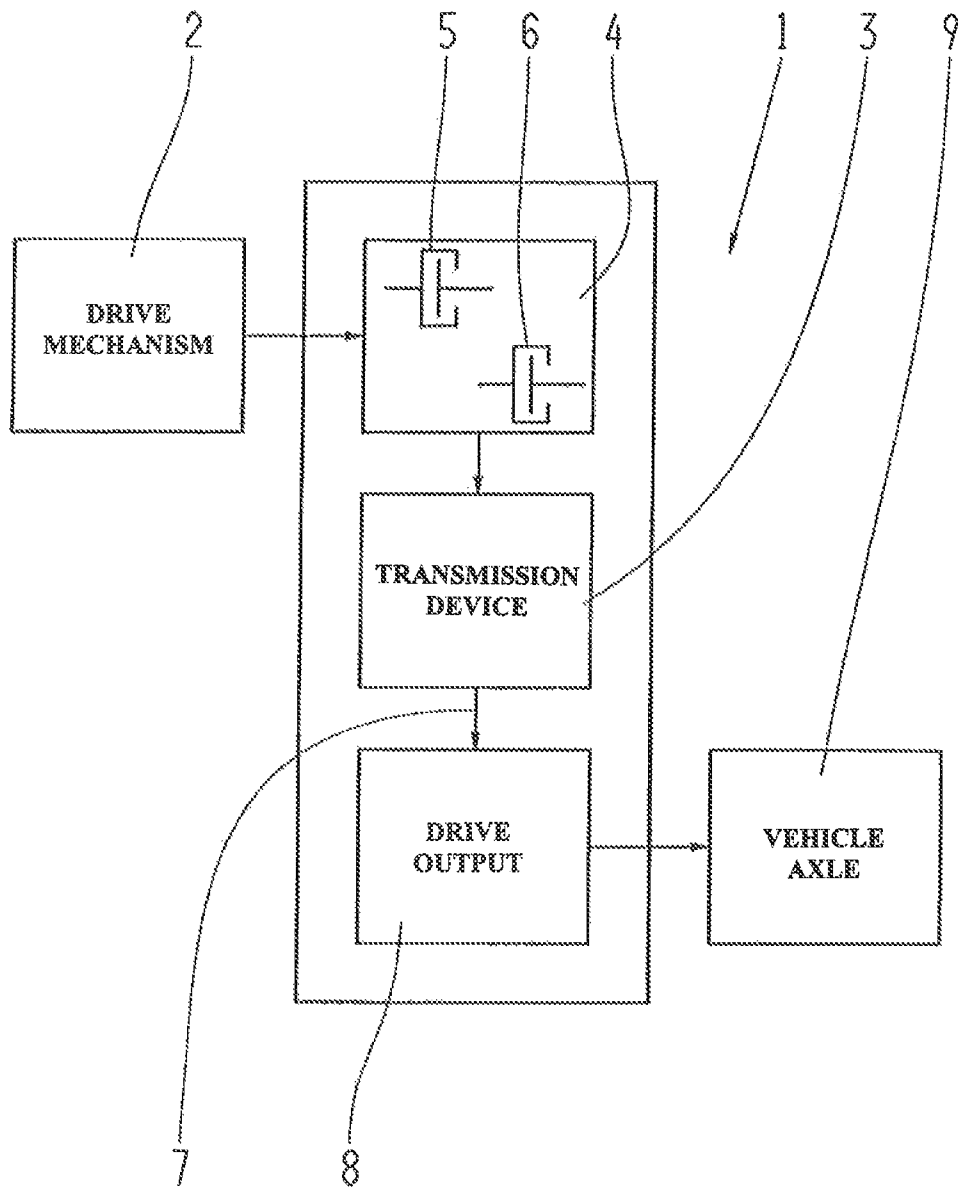 2 5 6 4 1 3 9
DRIVE
MECHANISM
TRANSMISSION
DEVICE
DRIVE
OUTPUT
VEHICLE
AXLE
7 8